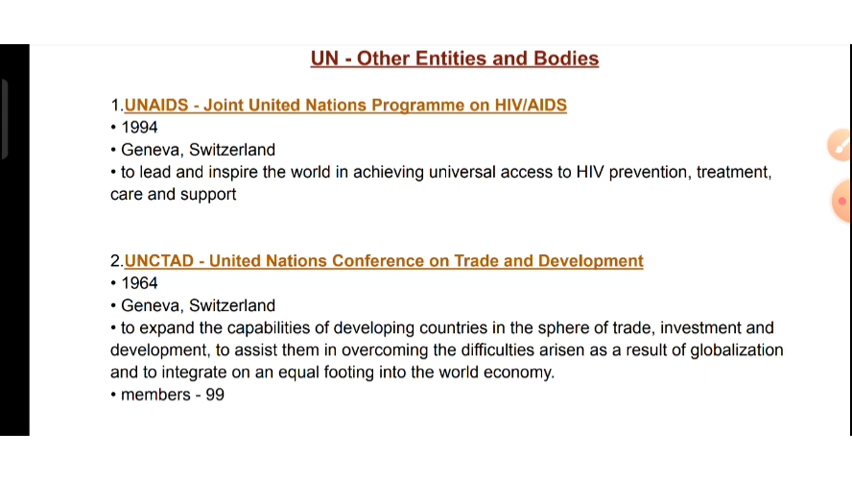 UN - Other Entities and Bodies
1.UNAIDS - Joint United Nations Programme on HIV/AIDS
• 1994
• Geneva, Switzerland
• to lead and inspire the world in achieving universal access to HIV prevention, treatment,
care and support
2.UNCTAD - United Nations Conference on Trade and Development
• 1964
• Geneva, Switzerland
• to expand the capabilities of developing countries in the sphere of trade, investment and
development, to assist them in overcoming the difficulties arisen as a result of globalization
and to integrate on an equal footing into the world economy.
• members - 99